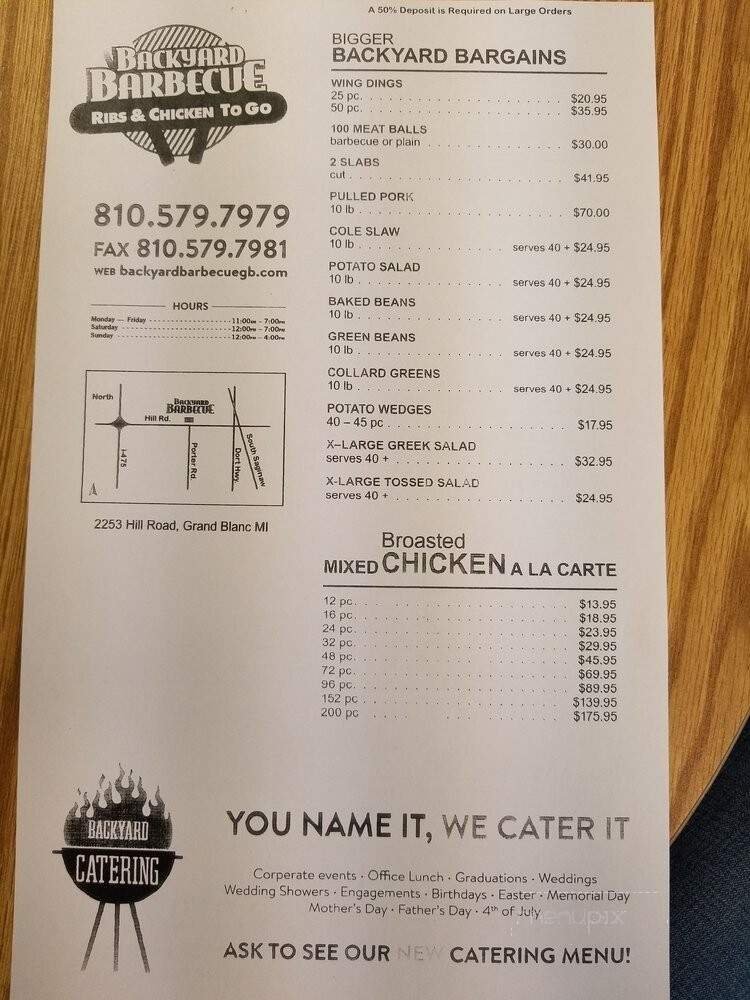 A 50% Deposit is Required on Large Orders
BACKYARD
BARBECUE
RIBS & CHICKEN TO GO
810.579.7979
FAX 810.579.7981
WEB backyardbarbecuegb.com
HOURS
Monday — Friday 11:00am – 7:00pm
Saturday 12:00pm – 7:00pm
Sunday 12:00pm – 4:00pm
North
BACKYARD
BARBECUE
Hill Rd.
I-475
Porter Rd.
Dort Hwy.
South Saginaw
2253 Hill Road, Grand Blanc MI
BIGGER
BACKYARD BARGAINS
WING DINGS
25 pc. $20.95
50 pc. $35.95
100 MEAT BALLS
barbecue or plain $30.00
2 SLABS
cut $41.95
PULLED PORK
10 lb $70.00
COLE SLAW
10 lb serves 40 + $24.95
POTATO SALAD
10 lb serves 40 + $24.95
BAKED BEANS
10 lb serves 40 + $24.95
GREEN BEANS
10 lb serves 40 + $24.95
COLLARD GREENS
10 lb serves 40 + $24.95
POTATO WEDGES
40 – 45 pc $17.95
X–LARGE GREEK SALAD
serves 40 + $32.95
X-LARGE TOSSED SALAD
serves 40 + $24.95
Broasted
MIXED CHICKEN A LA CARTE
12 pc. $13.95
16 pc. $18.95
24 pc. $23.95
32 pc. $29.95
48 pc. $45.95
72 pc. $69.95
96 pc. $89.95
152 pc $139.95
200 pc $175.95
BACKYARD
CATERING
YOU NAME IT, WE CATER IT
Corperate events · Office Lunch · Graduations · Weddings
Wedding Showers · Engagements · Birthdays · Easter · Memorial Day
Mother's Day · Father's Day · 4th of July
menupix
ASK TO SEE OUR NEW CATERING MENU!